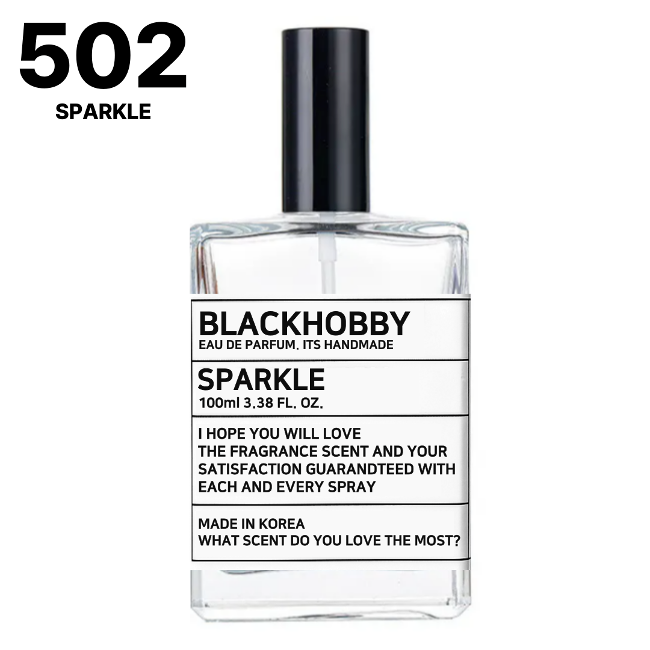 502
SPARKLE
BLACKHOBBY
EAU DE PARFUM, ITS HANDMADE
SPARKLE
100ml 3.38 FL. OZ.
I HOPE YOU WILL LOVE
THE FRAGRANCE SCENT AND YOUR
SATISFACTION GUARANDTEED WITH
EACH AND EVERY SPRAY
MADE IN KOREA
WHAT SCENT DO YOU LOVE THE MOST?